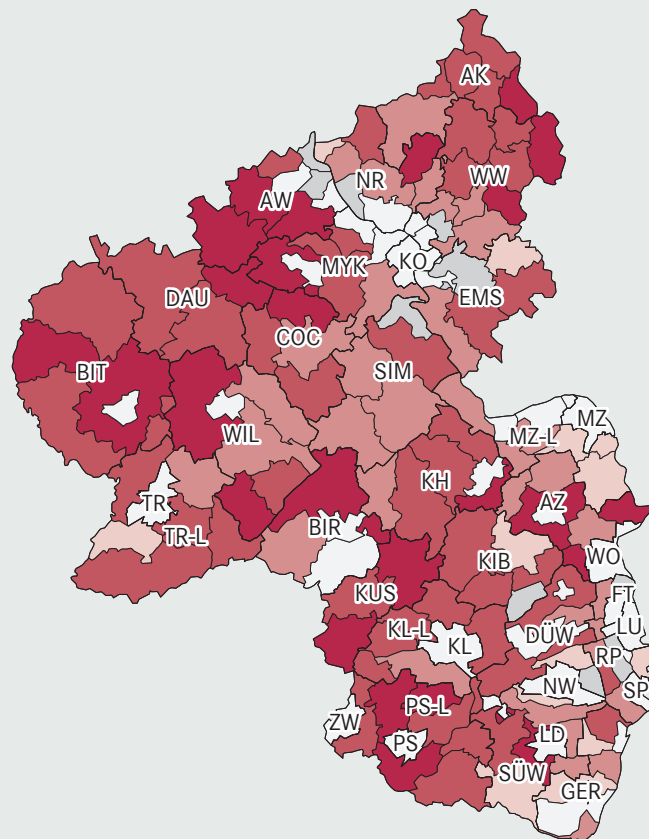 AK
NR
WW
AW
KO
MYK
DAU
EMS
COC
BIT
SIM
MZ
WIL
MZ-L
KH
AZ
TR
BIR
TR-L
KIB
WO
KUS
FT
KL-L
DÜW
LU
KL
RP
NW
SP
PS-L
ZW
LD
PS
SÜW
GER